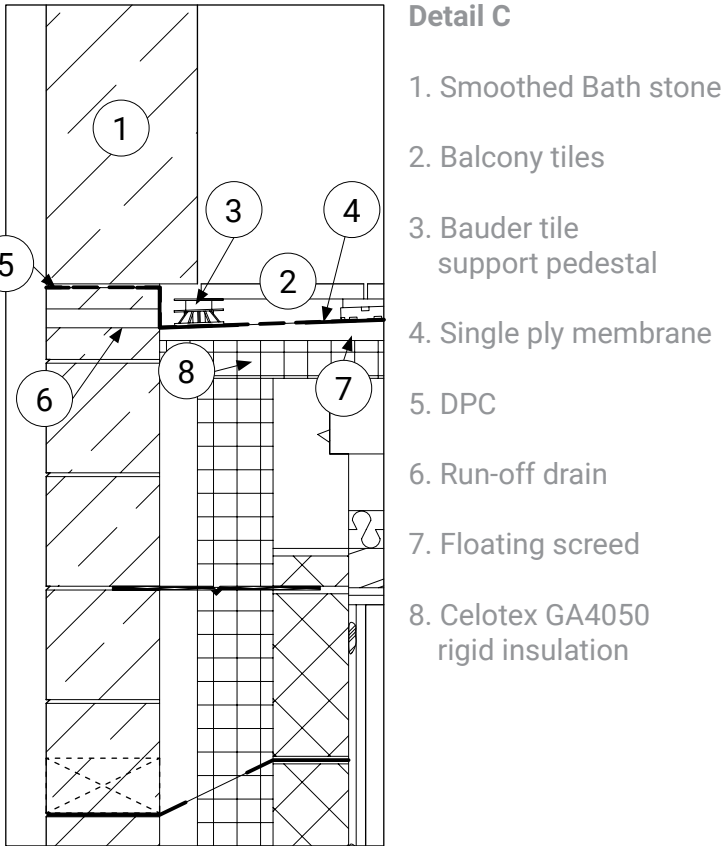 Detail C
1. Smoothed Bath stone
2. Balcony tiles
3. Bauder tile
support pedestal
4. Single ply membrane
5. DPC
6. Run-off drain
7. Floating screed
8. Celotex GA4050
rigid insulation
1
3
4
5
2
8
7
6